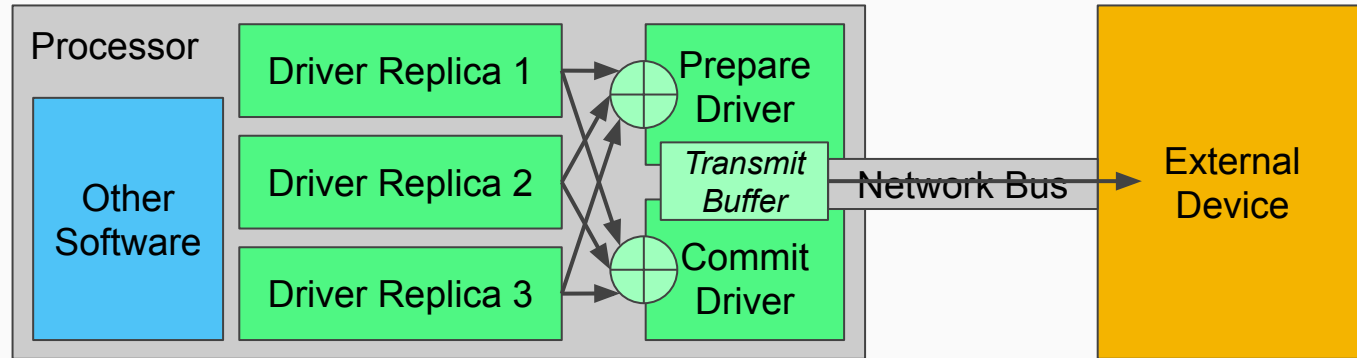 Processor
Other
Software
Driver Replica 1
Driver Replica 2
Driver Replica 3
Prepare
Driver
Transmit
Buffer
Commit
Driver
Network Bus
External
Device